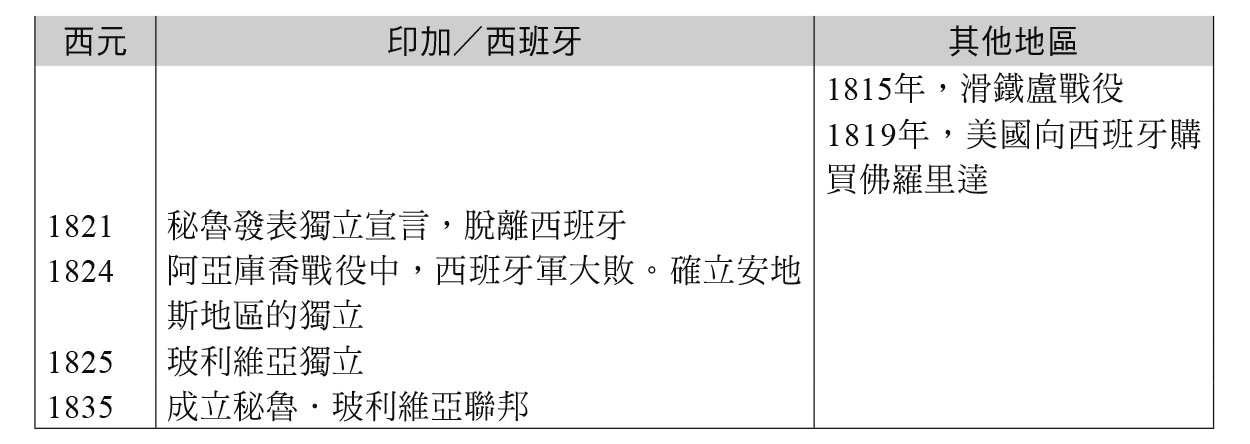 西元 印加／西班牙 其他地區
1815年，滑鐵盧戰役
1819年，美國向西班牙購
買佛羅里達
1821 秘魯發表獨立宣言，脫離西班牙
1824 阿亞庫喬戰役中，西班牙軍大敗。確立安地
斯地區的獨立
1825 玻利維亞獨立
1835 成立秘魯．玻利維亞聯邦